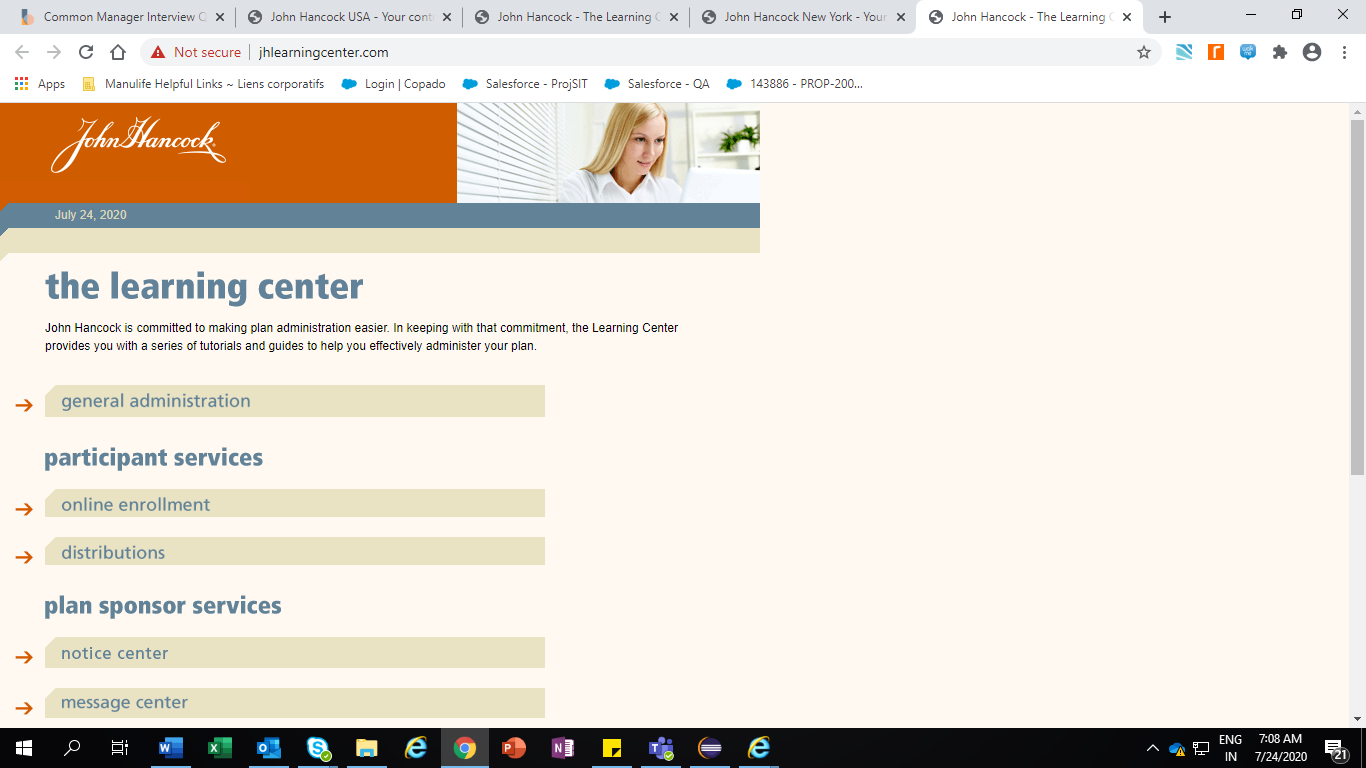 Common Manager Interview Q
John Hancock USA - Your cont
John Hancock - The Learning C
John Hancock New York - Your
John Hancock - The Learning C
Not secure
jhlearningcenter.com
Apps
Manulife Helpful Links ~ Liens corporatifs
Login | Copado
Salesforce - ProjSIT
Salesforce - QA
143886 - PROP-200...
John Hancock
July 24, 2020
the learning center
John Hancock is committed to making plan administration easier. In keeping with that commitment, the Learning Center
provides you with a series of tutorials and guides to help you effectively administer your plan.
general administration
participant services
online enrollment
distributions
plan sponsor services
notice center
message center
ENG
IN
7:08 AM
7/24/2020
21